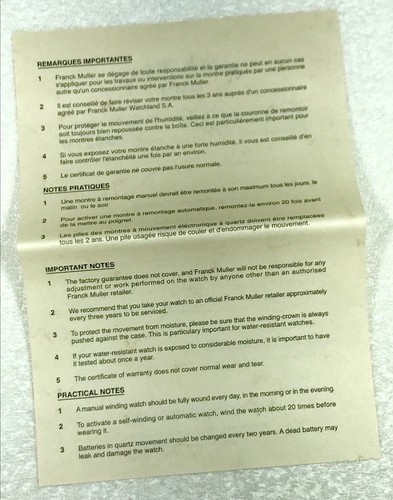 REMARQUES IMPORTANTES
1 Franck Muller se dégage de toute responsabilité et la garantie ne peut en aucun cas
s'appliquer pour les travaux ou interventions sur la montre pratiqués par une personne
autre qu'un concessionnaire agréé par Franck Muller.
2 Il est conseillé de faire réviser votre montre tous les 3 ans auprès d'un concessionnaire
agréé par Franck Muller Watchland S.A.
3 Pour protéger le mouvement de l'humidité, veillez à ce que la couronne de remontoir
soit toujours bien repoussée contre la boîte. Ceci est particulièrement important pour
les montres étanches.
4 Si vous exposez votre montre étanche à une forte humidité, il vous est conseillé d'en
faire contrôler l'étanchéité une fois par an environ.
5 Le certificat de garantie ne couvre pas l'usure normale.
NOTES PRATIQUES
1 Une montre à remontage manuel devrait être remontée à son maximum tous les jours, le
matin ou le soir.
2 Pour activer une montre à remontage automatique, remontez-le environ 20 fois avant
de la mettre au poignet.
3 Les piles des montres à mouvement électronique à quartz doivent être remplacées
tous les 2 ans. Une pile usagée risque de couler et d'endommager le mouvement.
IMPORTANT NOTES
1 The factory guarantee does not cover, and Franck Muller will not be responsible for any
adjustment or work performed on the watch by anyone other than an authorised
Franck Muller retailer.
2 We recommend that you take your watch to an official Franck Muller retailer approximately
every three years to be serviced.
3 To protect the movement from moisture, please be sure that the winding-crown is always
pushed against the case. This is particularly important for water-resistant watches.
4 If your water-resistant watch is exposed to considerable moisture, it is important to have
it tested about once a year.
5 The certificate of warranty does not cover normal wear and tear.
PRACTICAL NOTES
1 A manual winding watch should be fully wound every day, in the morning or in the evening.
2 To activate a self-winding or automatic watch, wind the watch about 20 times before
wearing it.
3 Batteries in quartz movement should be changed every two years. A dead battery may
leak and damage the watch.